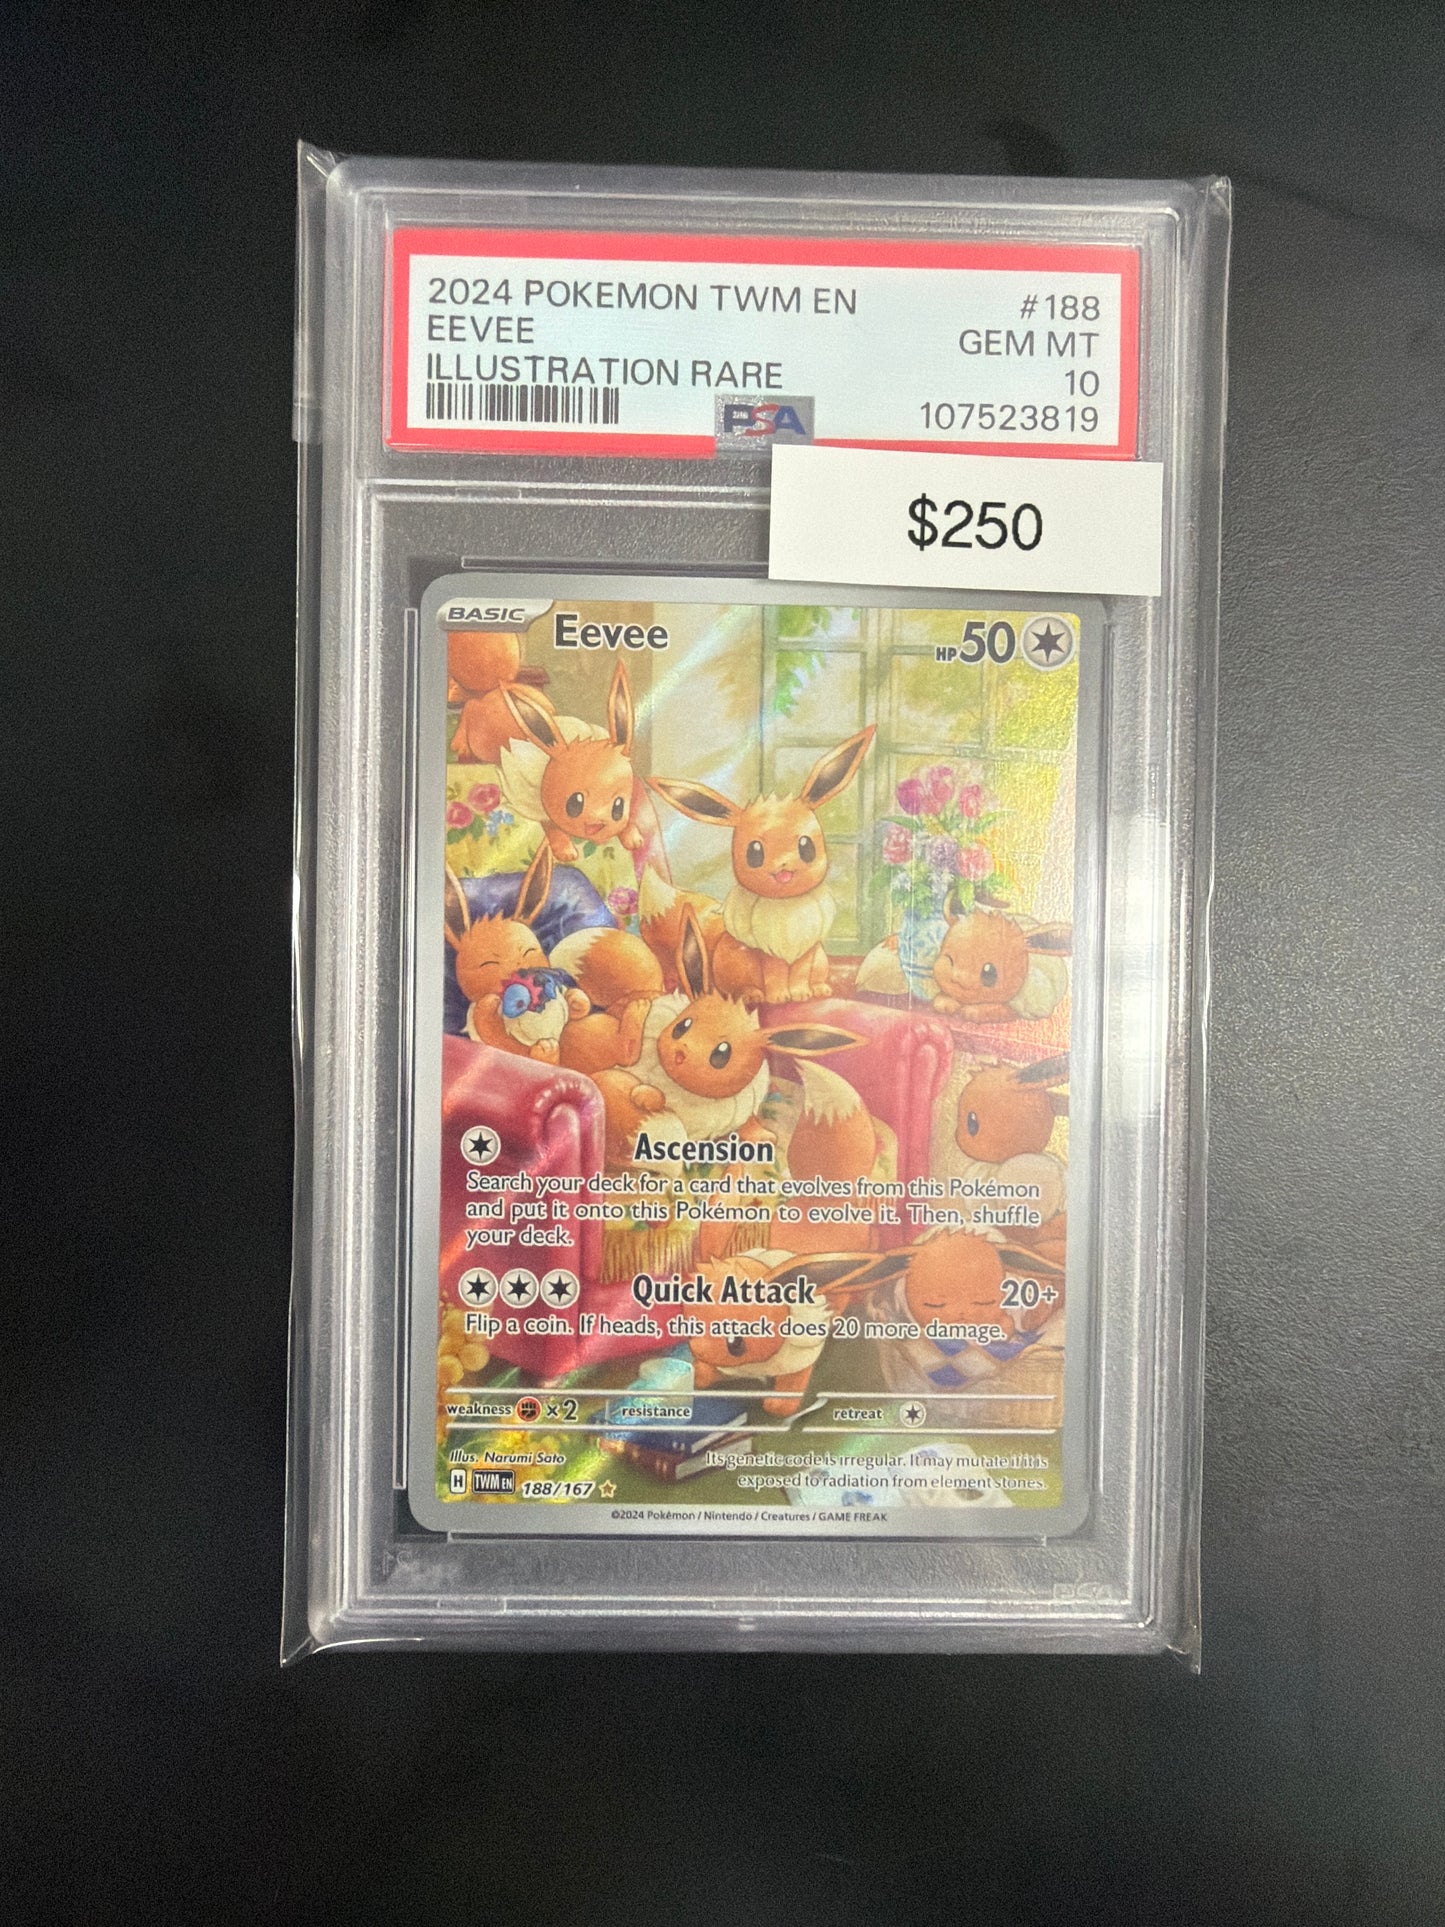 2024 POKEMON TWM EN #188
EEVEE GEM MT
ILLUSTRATION RARE 10
PSA 107523819
$250
BASIC Eevee HP 50
Ascension
Search your deck for a card that evolves from this Pokémon
and put it onto this Pokémon to evolve it. Then, shuffle
your deck.
Quick Attack 20+
Flip a coin. If heads, this attack does 20 more damage.
weakness ×2 resistance retreat
Illus. Narumi Sato
Its genetic code is irregular. It may mutate if it is
exposed to radiation from element stones.
H TWM EN 188/167
©2024 Pokémon / Nintendo / Creatures / GAME FREAK
PSA